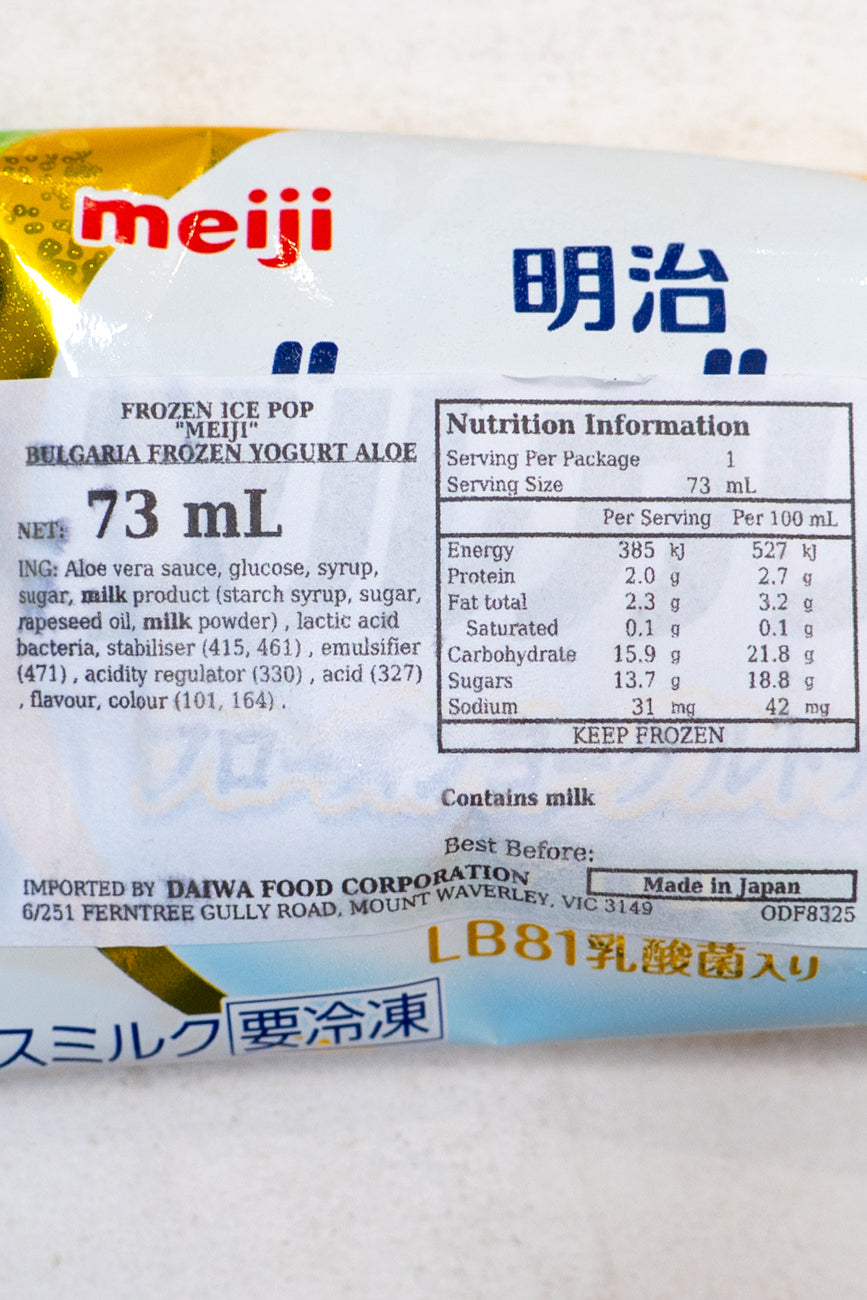 meiji
明治
FROZEN ICE POP
"MEIJI"
BULGARIA FROZEN YOGURT ALOE
NET: 73 mL
ING: Aloe vera sauce, glucose, syrup,
sugar, milk product (starch syrup, sugar,
rapeseed oil, milk powder) , lactic acid
bacteria, stabiliser (415, 461) , emulsifier
(471) , acidity regulator (330) , acid (327)
, flavour, colour (101, 164) .
Nutrition Information
Serving Per Package 1
Serving Size 73 mL
Per Serving Per 100 mL
Energy 385 kJ 527 kJ
Protein 2.0 g 2.7 g
Fat total 2.3 g 3.2 g
Saturated 0.1 g 0.1 g
Carbohydrate 15.9 g 21.8 g
Sugars 13.7 g 18.8 g
Sodium 31 mg 42 mg
KEEP FROZEN
Contains milk
Best Before:
Made in Japan
IMPORTED BY DAIWA FOOD CORPORATION
6/251 FERNTREE GULLY ROAD, MOUNT WAVERLEY, VIC 3149
ODF8325
LB81乳酸菌入り
スミルク 要冷凍